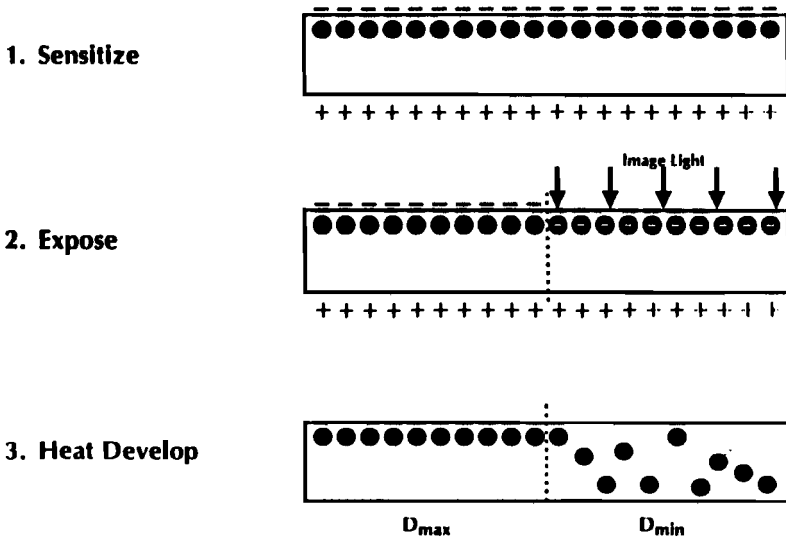 1. Sensitize
Image Light
2. Expose
3. Heat Develop
Dmax
Dmin